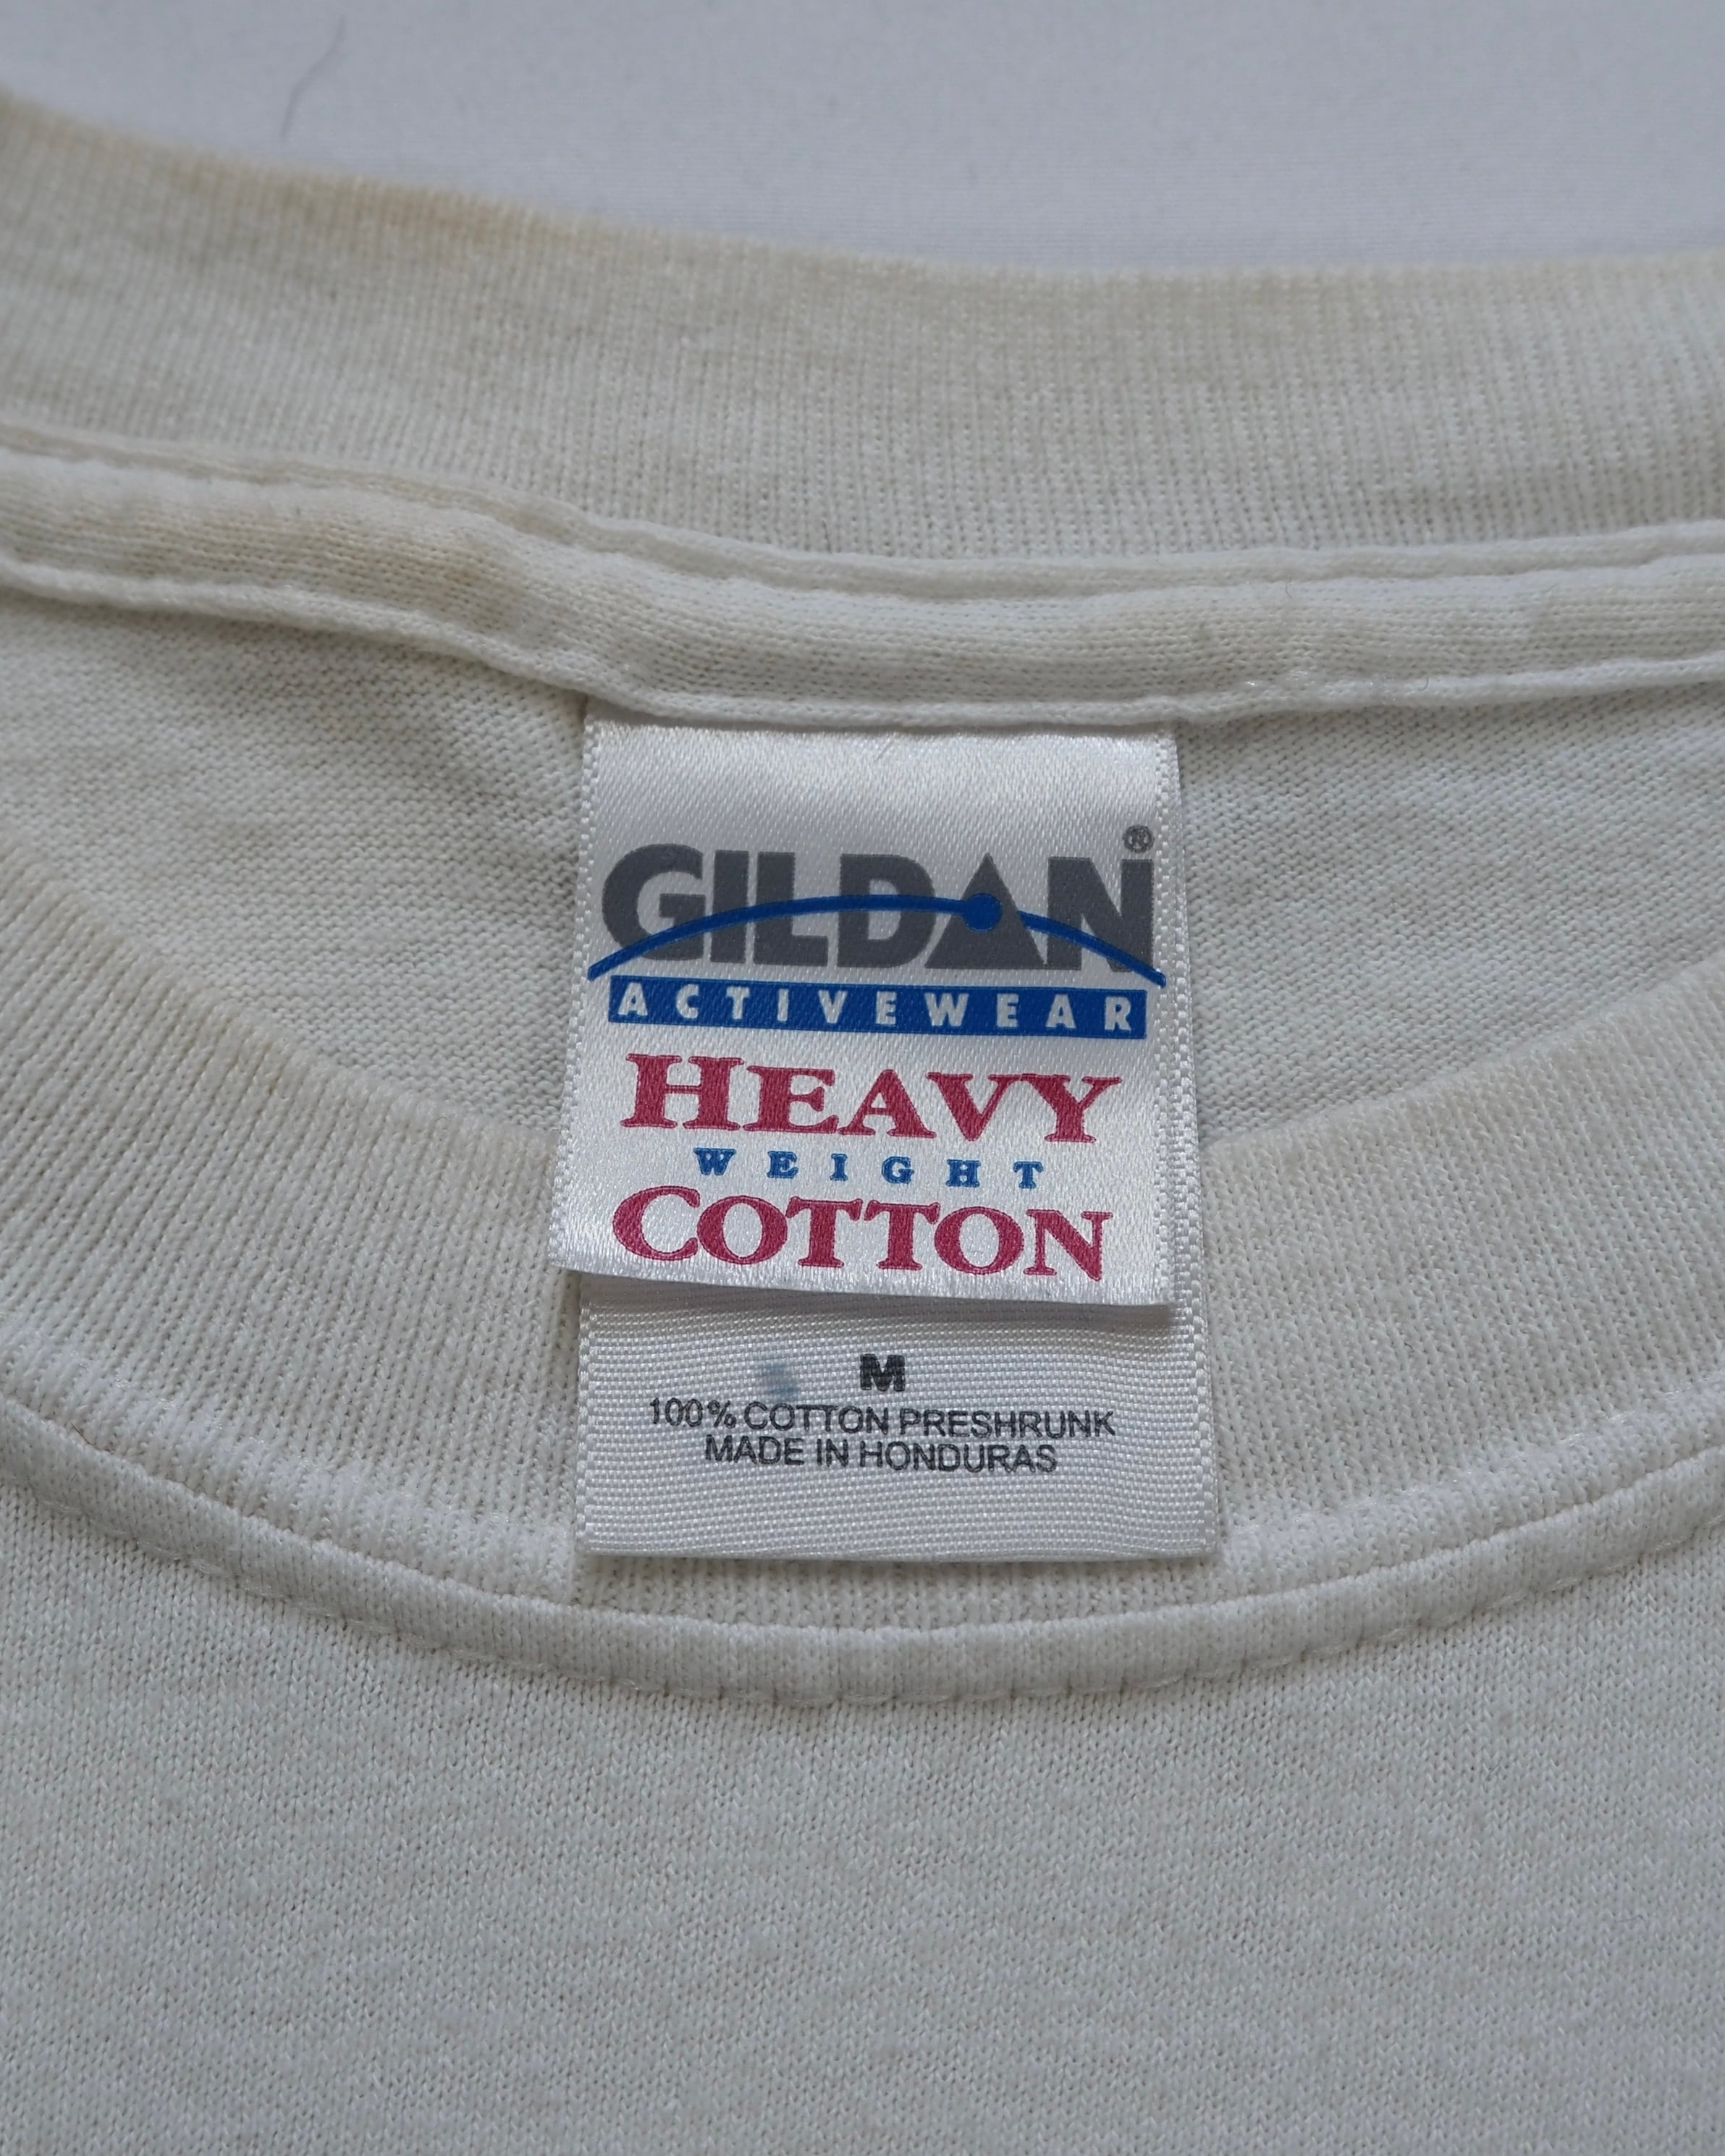 GILDAN®
ACTIVEWEAR
HEAVY
WEIGHT
COTTON
M
100% COTTON PRESHRUNK
MADE IN HONDURAS